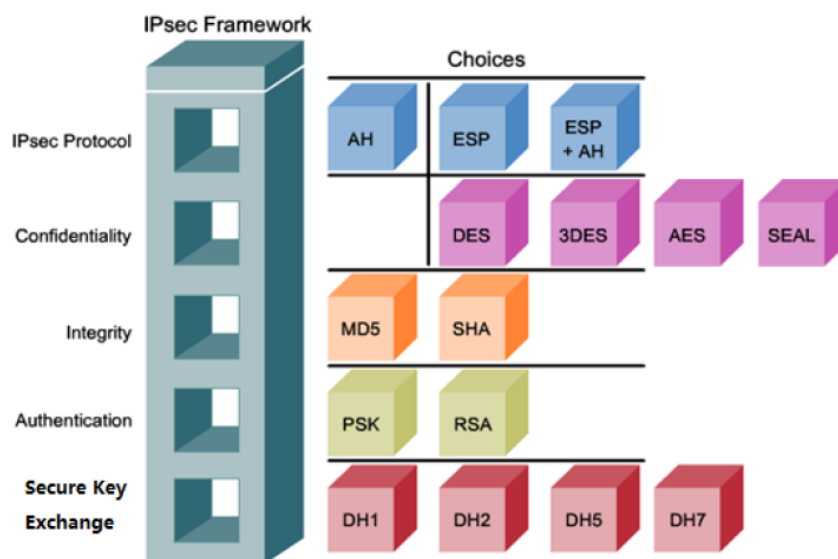 IPsec Framework
Choices
IPsec Protocol
AH
ESP
ESP
+ AH
Confidentiality
DES
3DES
AES
SEAL
Integrity
MD5
SHA
Authentication
PSK
RSA
Secure Key
Exchange
DH1
DH2
DH5
DH7